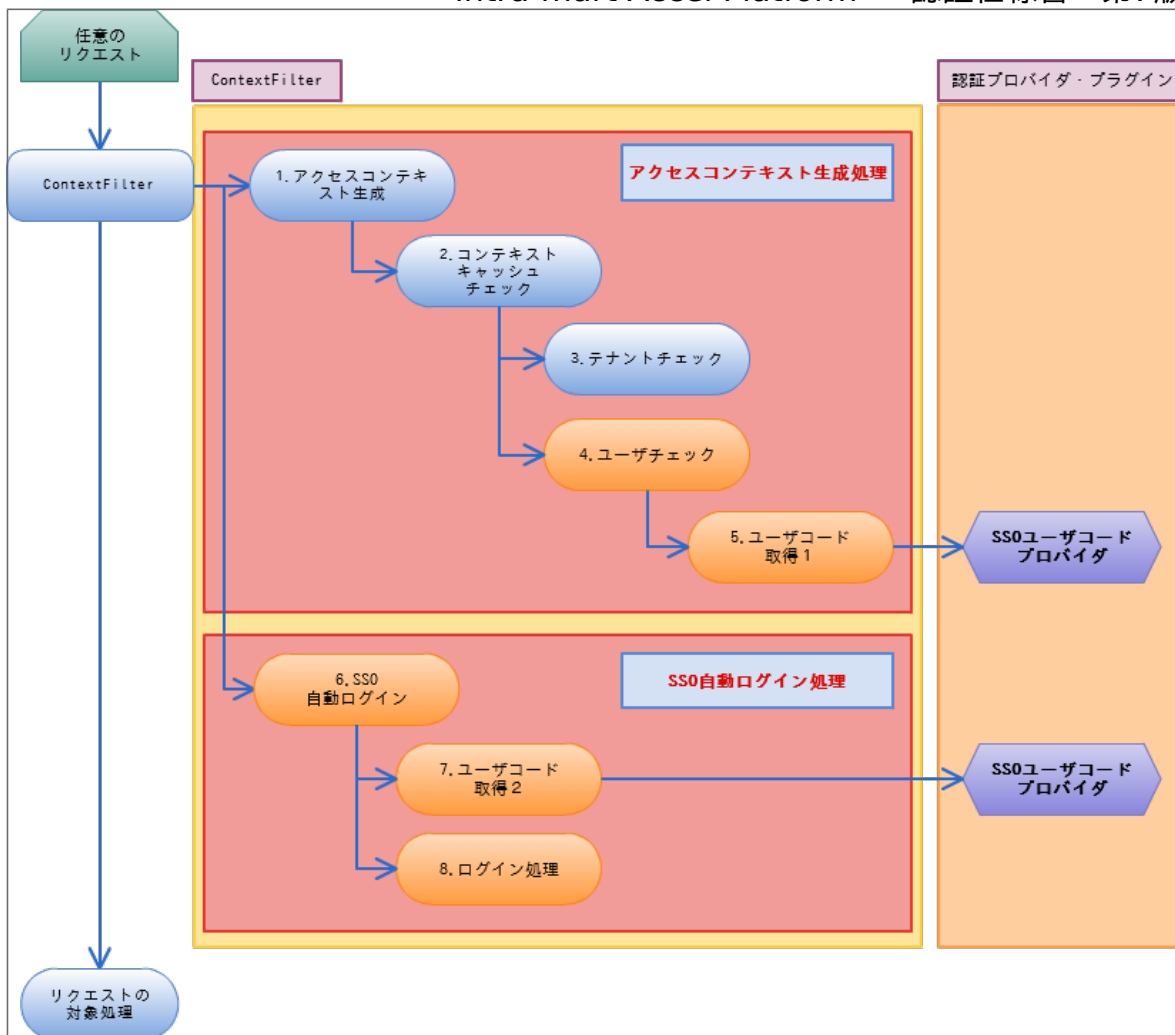 任意の
リクエスト
ContextFilter
認証プロバイダ・プラグイン
ContextFilter
1.アクセスコンテキ
スト生成
アクセスコンテキスト生成処理
2.コンテキスト
キャッシュ
チェック
3.テナントチェック
4.ユーザチェック
5.ユーザコード
取得1
SSOユーザコード
プロバイダ
6.SSO
自動ログイン
SSO自動ログイン処理
7.ユーザコード
取得2
SSOユーザコード
プロバイダ
8.ログイン処理
リクエストの
対象処理